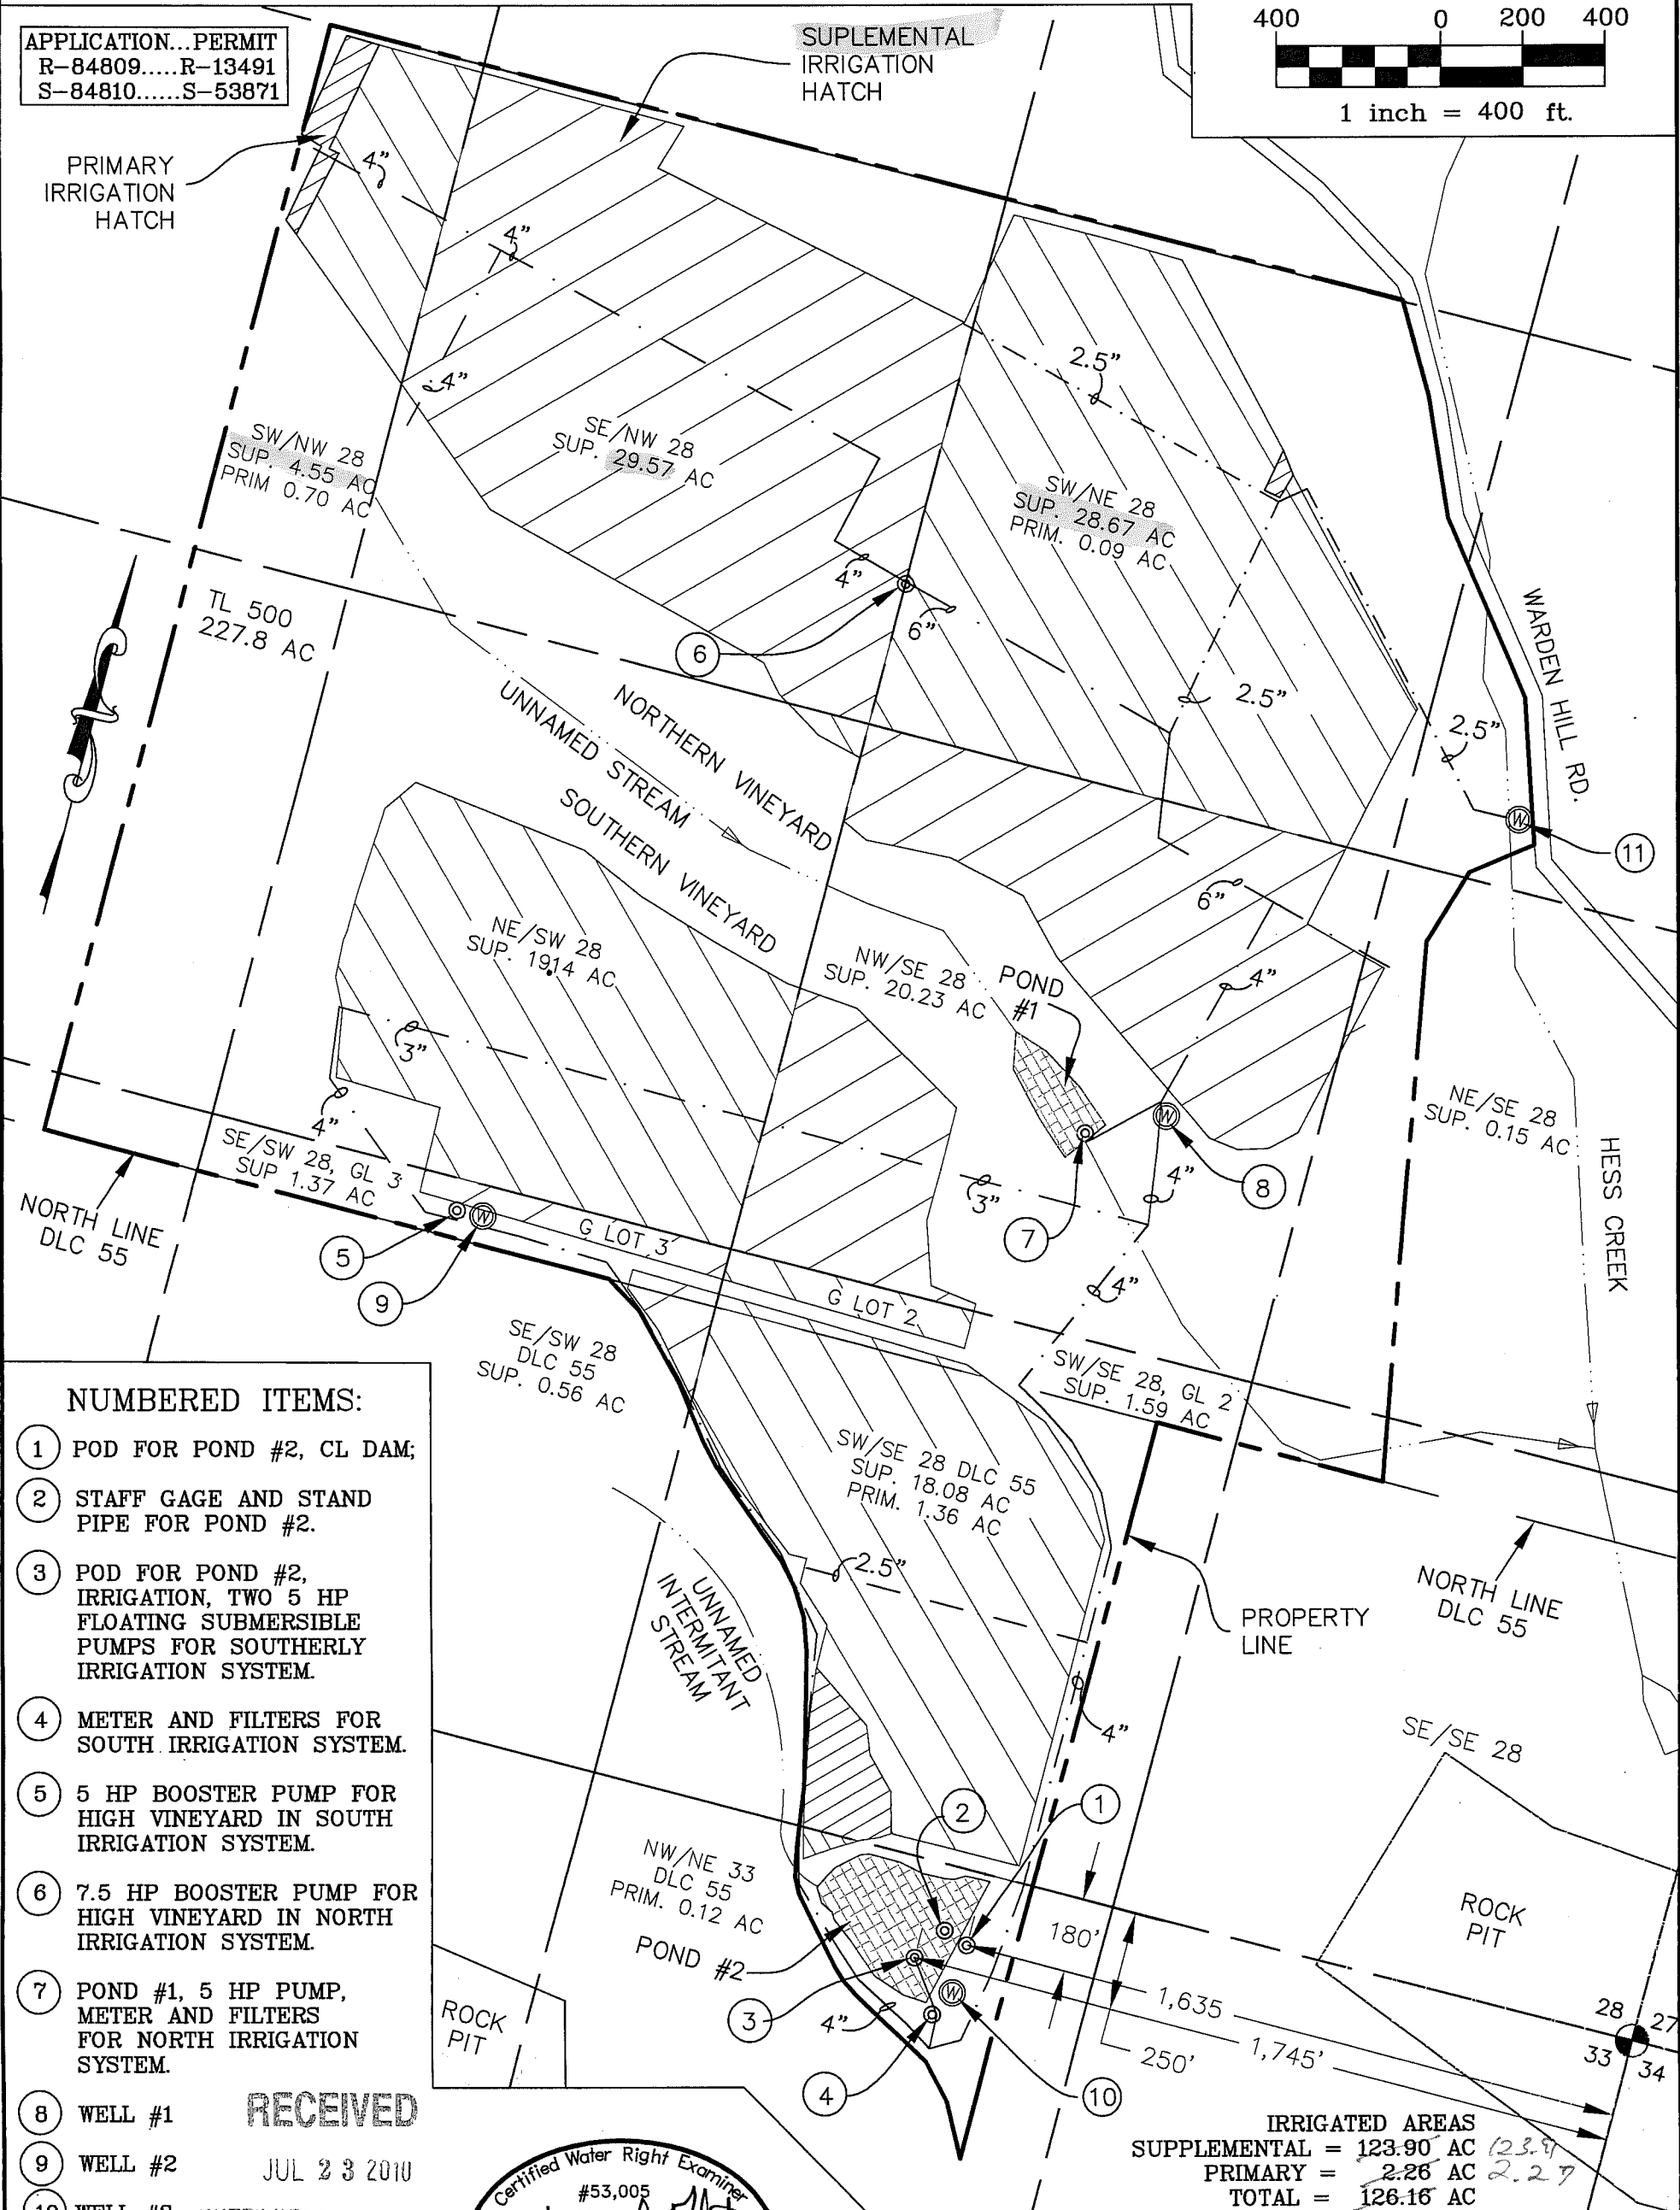 APPLICATION...PERMIT
R-84809.....R-13491
S-84810......S-53871
SUPLEMENTAL
IRRIGATION
HATCH
400 0 200 400
1 inch = 400 ft.
PRIMARY
IRRIGATION
HATCH
4"
4"
4"
2.5"
SW/NW 28
SUP. 4.55 AC
PRIM 0.70 AC
SE/NW 28
SUP. 29.57 AC
SW/NE 28
SUP. 28.67 AC
PRIM. 0.09 AC
4"
6"
6
TL 500
227.8 AC
WARDEN HILL RD.
2.5"
2.5"
11
NORTHERN VINEYARD
UNNAMED STREAM
SOUTHERN VINEYARD
NE/SW 28
SUP. 19.14 AC
NW/SE 28
SUP. 20.23 AC
POND
#1
6"
4"
3"
4"
NE/SE 28
SUP. 0.15 AC
HESS CREEK
SE/SW 28, GL 3
SUP 1.37 AC
NORTH LINE
DLC 55
5
9
G LOT 3
3"
4"
7
8
4"
G LOT 2
SE/SW 28
DLC 55
SUP. 0.56 AC
SW/SE 28, GL 2
SUP. 1.59 AC
SW/SE 28 DLC 55
SUP. 18.08 AC
PRIM. 1.36 AC
2.5"
UNNAMED
INTERMITANT
STREAM
PROPERTY
LINE
NORTH LINE
DLC 55
4"
SE/SE 28
2
1
NW/NE 33
DLC 55
PRIM. 0.12 AC
POND #2
180'
ROCK
PIT
3
4"
4
1,635
1,745'
250'
10
28 27
33 34
ROCK
PIT
NUMBERED ITEMS:
1 POD FOR POND #2, CL DAM;
2 STAFF GAGE AND STAND
PIPE FOR POND #2.
3 POD FOR POND #2,
IRRIGATION, TWO 5 HP
FLOATING SUBMERSIBLE
PUMPS FOR SOUTHERLY
IRRIGATION SYSTEM.
4 METER AND FILTERS FOR
SOUTH IRRIGATION SYSTEM.
5 5 HP BOOSTER PUMP FOR
HIGH VINEYARD IN SOUTH
IRRIGATION SYSTEM.
6 7.5 HP BOOSTER PUMP FOR
HIGH VINEYARD IN NORTH
IRRIGATION SYSTEM.
7 POND #1, 5 HP PUMP,
METER AND FILTERS
FOR NORTH IRRIGATION
SYSTEM.
8 WELL #1
9 WELL #2
RECEIVED
JUL 23 2010
Certified Water Right Examiner
#53,005
IRRIGATED AREAS
SUPPLEMENTAL = 123.90 AC 123.91
PRIMARY = 2.26 AC 2.27
TOTAL = 126.16 AC